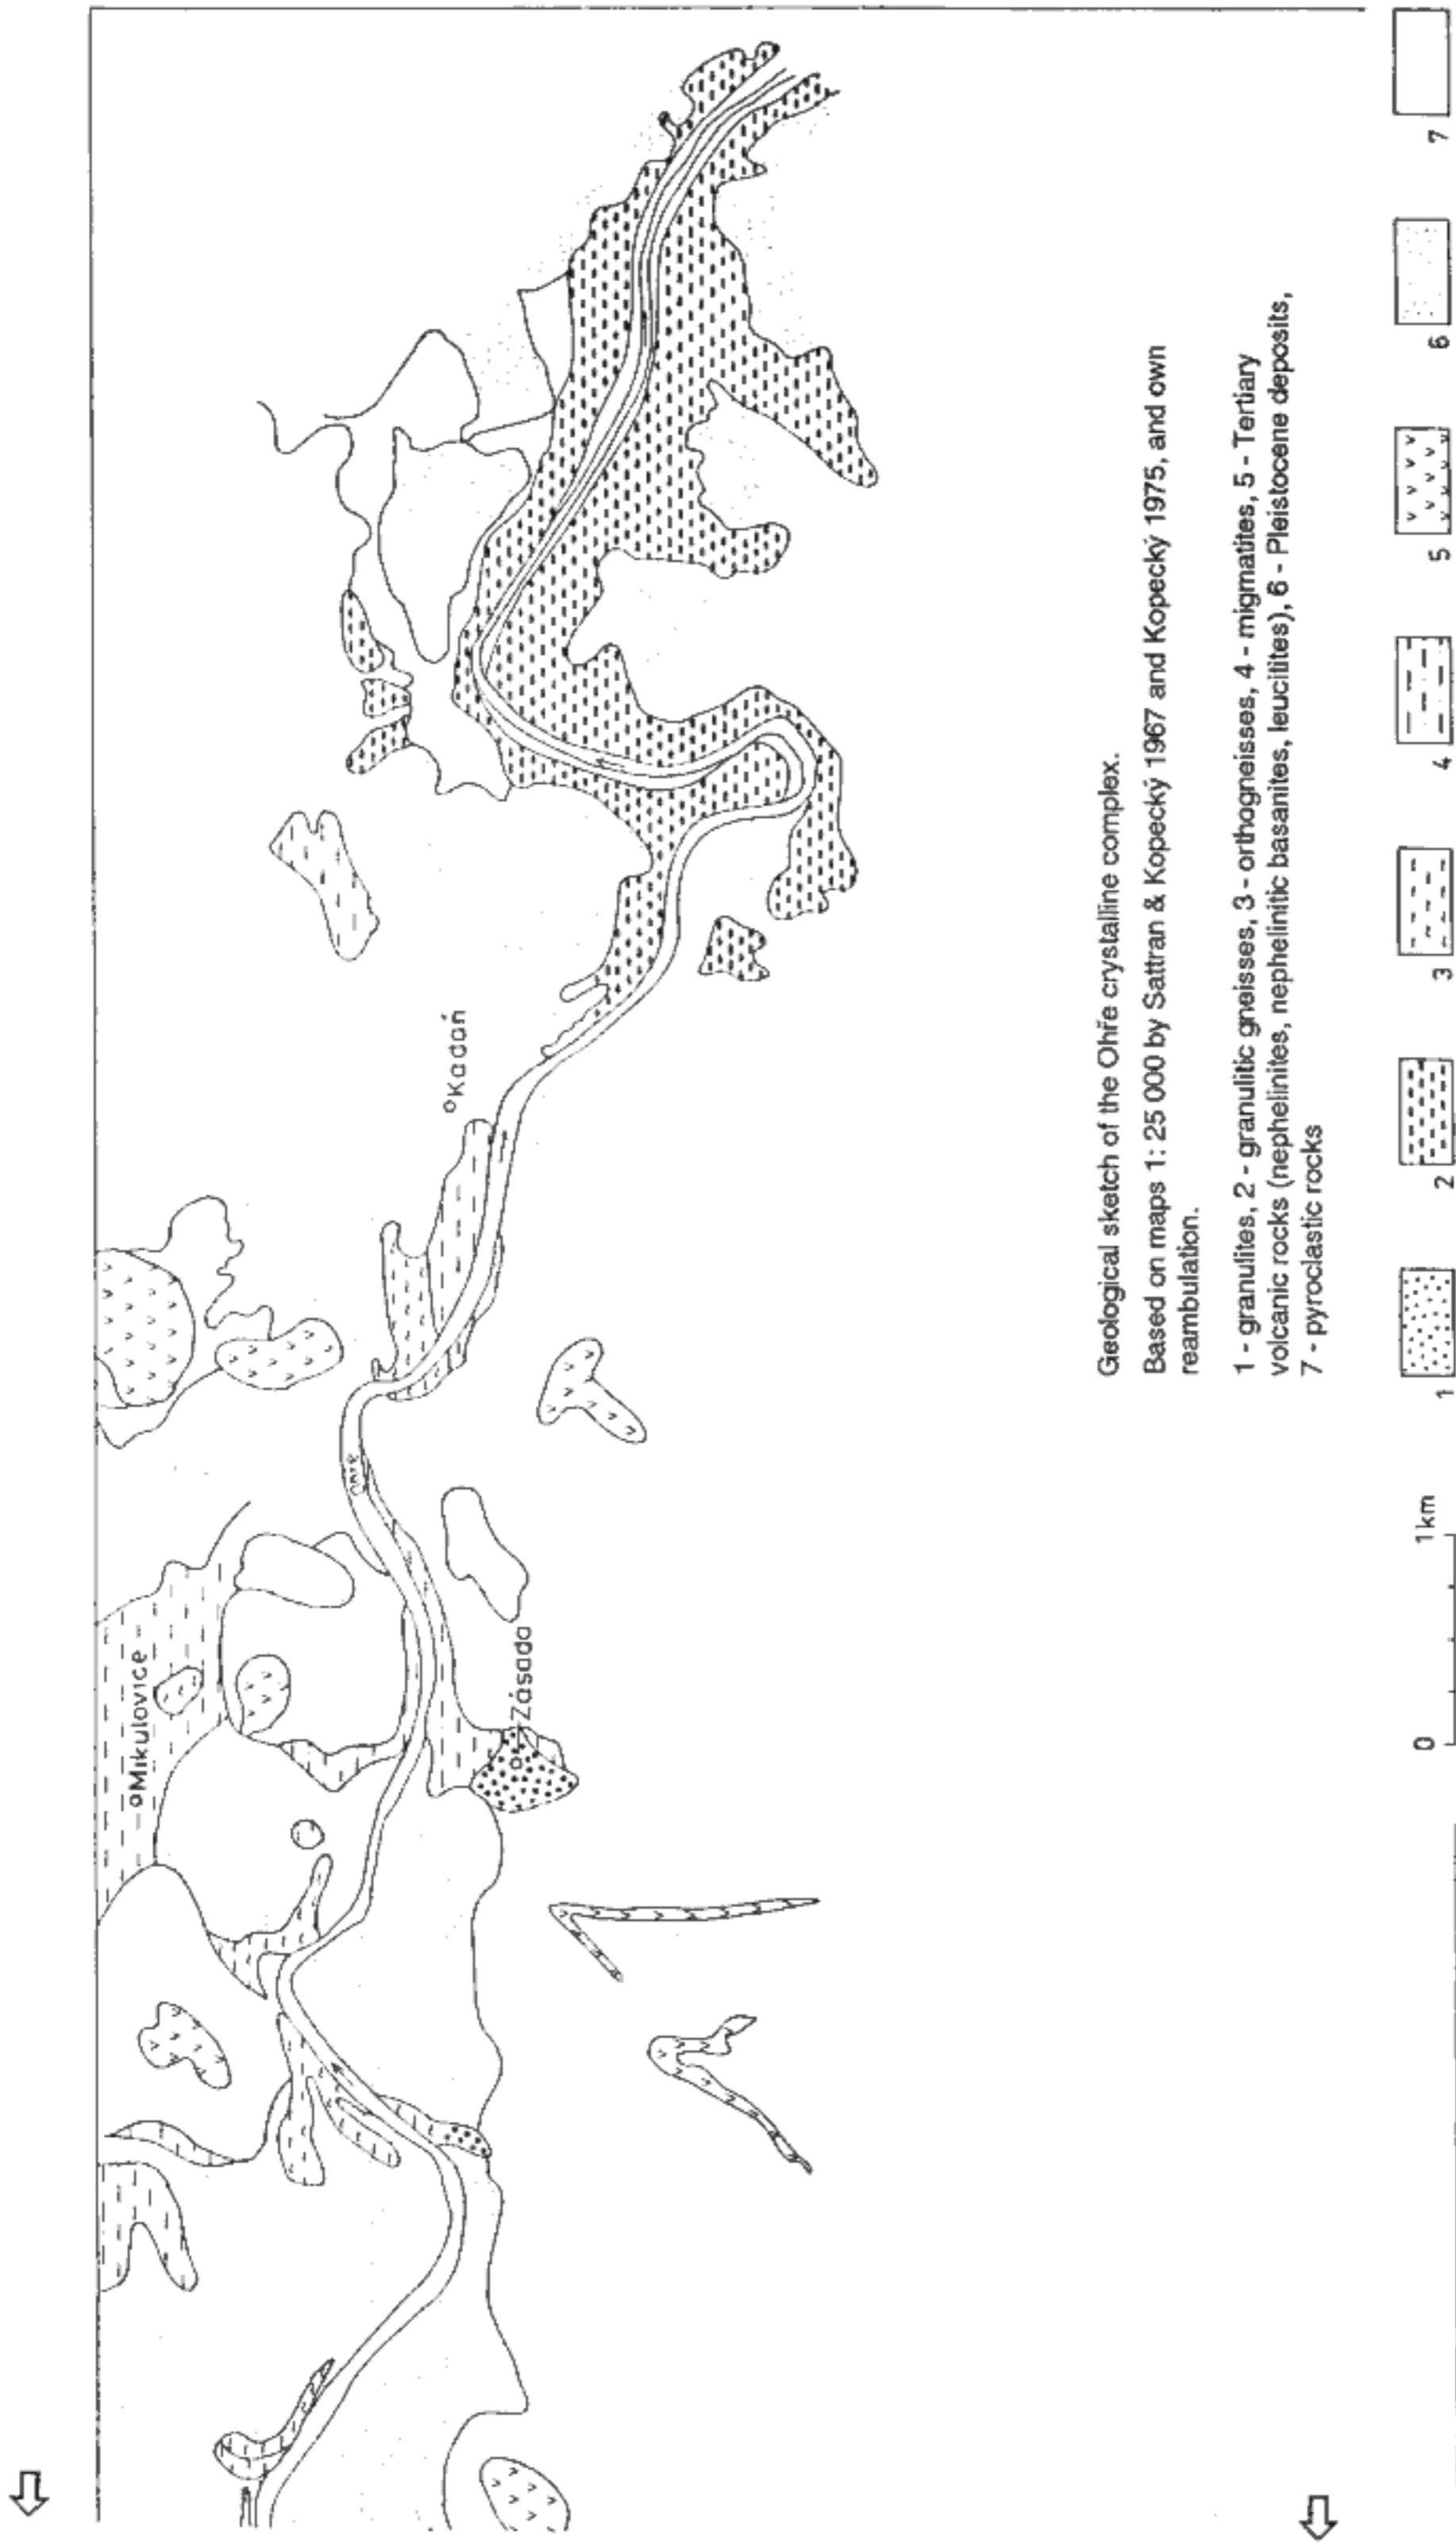 Mikulovice
Kadaň
Ohře
Zásada
Geological sketch of the Ohře crystalline complex.
Based on maps 1: 25 000 by Sattran & Kopecký 1967 and Kopecký 1975, and own
reambulation.
1 - granulites, 2 - granulitic gneisses, 3 - orthogneisses, 4 - migmatites, 5 - Tertiary
volcanic rocks (nephelinites, nephelinitic basanites, leucitites), 6 - Pleistocene deposits,
7 - pyroclastic rocks
0 1km
1 2 3 4 5 6 7